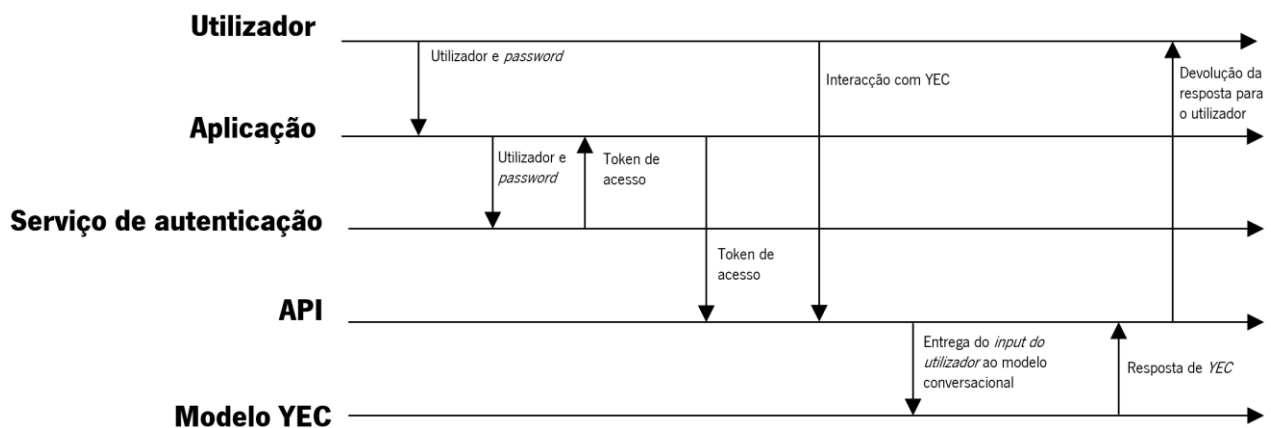 Utilizador
Utilizador e password
Interacção com YEC
Devolução da
resposta para
o utilizador
Aplicação
Utilizador e
password
Token de
acesso
Serviço de autenticação
Token de
acesso
API
Entrega do input do
utilizador ao modelo
conversacional
Resposta de YEC
Modelo YEC